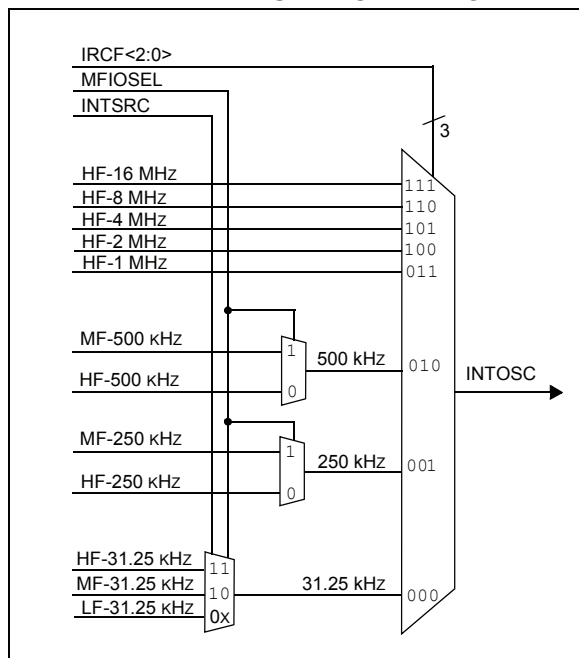 IRCF<2:0>
MFIOSEL
INTSRC
3
HF-16 MHZ
111
HF-8 MHZ
110
HF-4 MHZ
101
HF-2 MHZ
100
HF-1 MHZ
011
MF-500 KHZ
1
500 kHZ
010
HF-500 KHZ
0
INTOSC
MF-250 KHZ
1
250 kHZ
001
HF-250 KHZ
0
HF-31.25 KHZ
11
MF-31.25 KHZ
10
31.25 kHZ
000
LF-31.25 KHZ
0x